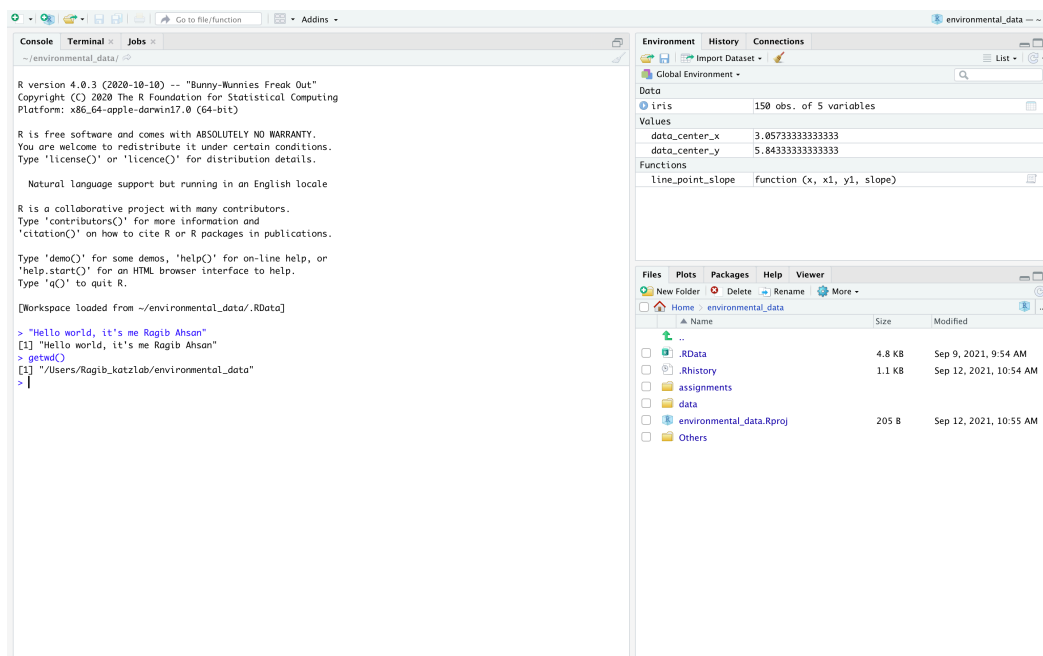 Go to file/function
Addins
environmental_data — ~
Console Terminal Jobs
~/environmental_data/
R version 4.0.3 (2020-10-10) -- "Bunny-Wunnies Freak Out"
Copyright (C) 2020 The R Foundation for Statistical Computing
Platform: x86_64-apple-darwin17.0 (64-bit)
R is free software and comes with ABSOLUTELY NO WARRANTY.
You are welcome to redistribute it under certain conditions.
Type 'license()' or 'licence()' for distribution details.
Natural language support but running in an English locale
R is a collaborative project with many contributors.
Type 'contributors()' for more information and
'citation()' on how to cite R or R packages in publications.
Type 'demo()' for some demos, 'help()' for on-line help, or
'help.start()' for an HTML browser interface to help.
Type 'q()' to quit R.
[Workspace loaded from ~/environmental_data/.RData]
> "Hello world, it's me Ragib Ahsan"
[1] "Hello world, it's me Ragib Ahsan"
> getwd()
[1] "/Users/Ragib_katzlab/environmental_data"
>
Environment History Connections
Import Dataset List
Global Environment
Data
iris 150 obs. of 5 variables
Values
data_center_x 3.05733333333333
data_center_y 5.84333333333333
Functions
line_point_slope function (x, x1, y1, slope)
Files Plots Packages Help Viewer
New Folder Delete Rename More
Home environmental_data
Name Size Modified
..
.RData 4.8 KB Sep 9, 2021, 9:54 AM
.Rhistory 1.1 KB Sep 12, 2021, 10:54 AM
assignments
data
environmental_data.Rproj 205 B Sep 12, 2021, 10:55 AM
Others